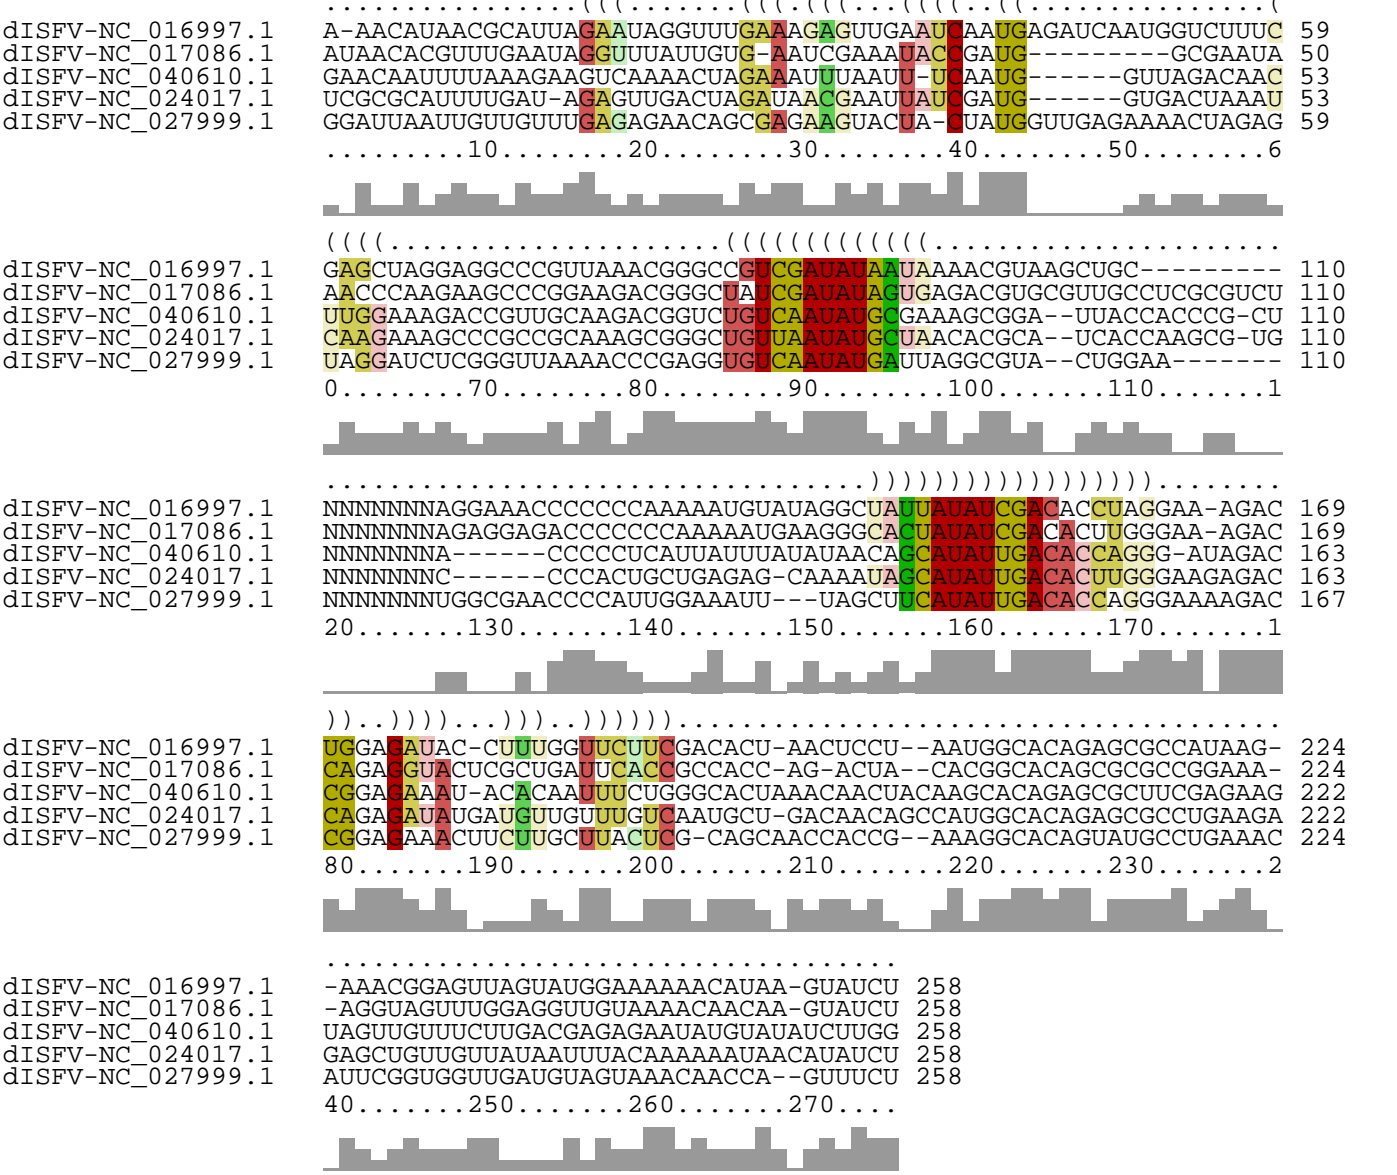 ................(((.......(((.(((...((((..((...............(
dISFV-NC_016997.1 A-AACAUAACGCAUUAGAAUAGGUUUGAAAGAGUUGAAUCAAUGAGAUCAAUGGUCUUUC 59
dISFV-NC_017086.1 AUAACACGUUUGAAUAGGUUUAUUGUG-AAUCGAAAUACCGAUG---------GCGAAUA 50
dISFV-NC_040610.1 GAACAAUUUUAAAGAAGUCAAAACUAGAAAUUUAAUU-UCAAUG------GUUAGACAAC 53
dISFV-NC_024017.1 UCGCGCAUUUUGAU-AGAGUUGACUAGAUAACGAAUUAUCGAUG------GUGACUAAAU 53
dISFV-NC_027999.1 GGAUUAAUUGUUGUUUGAGAGAACAGCGAGAAGUACUA-CUAUGGUUGAGAAAACUAGAG 59
.........10........20........30........40........50........6
((((.....................(((((((((((((......................
dISFV-NC_016997.1 GAGCUAGGAGGCCCGUUAAACGGGCCGUCGAUAUAAUAAAACGUAAGCUGC--------- 110
dISFV-NC_017086.1 AACCCAAGAAGCCCGGAAGACGGGCUAUCGAUAUAGUGAGACGUGCGUUGCCUCGCGUCU 110
dISFV-NC_040610.1 UUGGAAAGACCGUUGCAAGACGGUCUGUCAAUAUGCGAAAGCGGA--UUACCACCCG-CU 110
dISFV-NC_024017.1 CAAGAAAGCCCGCCGCAAAGCGGGCUGUUAAUAUGCUAACACGCA--UCACCAAGCG-UG 110
dISFV-NC_027999.1 UAGGAUCUCGGGUUAAAACCCGAGGUGUCAAUAUGAUUAGGCGUA--CUGGAA------- 110
0........70........80........90........100.......110.......1
..................................))))))))))))))))))........
dISFV-NC_016997.1 NNNNNNNAGGAAACCCCCCCAAAAAUGUAUAGGCUAUUAUAUCGACACCUAGGAA-AGAC 169
dISFV-NC_017086.1 NNNNNNNAGAGGAGACCCCCCCAAAAAUGAAGGGGACUAUAUCGACACUUGGGAA-AGAC 169
dISFV-NC_040610.1 NNNNNNNA------CCCCCUCAUUAUUUAUAUAACAGCAUAUUGACACCAGGG-AUAGAC 163
dISFV-NC_024017.1 NNNNNNNC------CCCACUGCUGAGAG-CAAAAUAGCAUAUUGACACUUGGGAAGAGAC 163
dISFV-NC_027999.1 NNNNNNNUGGCGAACCCCAUUGGAAAUU---UAGCUUCAUAUUGACACCAGGGAAAAGAC 167
20.......130.......140.......150.......160.......170.......1
))..))))...)))..))))))......................................
dISFV-NC_016997.1 UGGAGAUAC-CUUUGGUUCUUCGACACU-AACUCCU--AAUGGCACAGAGCGCCAUAAG- 224
dISFV-NC_017086.1 CAGAGGUACUCGCUGAUUCACCGCCACC-AG-ACUA--CACGGCACAGGGCGCCGGAAA- 224
dISFV-NC_040610.1 CGGAGAAAU-ACACAAUUUCUGGGCACUAAACAACUACAAGCACAGAGCGCUUCGAGAAG 222
dISFV-NC_024017.1 CAGAGAUAUGAUGUUGUUUGUCAAUGCU-GACAACAGCCAUGGCACAGAGCGCCUGAAGA 222
dISFV-NC_027999.1 CGGAGAAACUUCUUGCUUACUCG-CAGCAACCACCG--AAAGGCACAGUAUGCCUGAAAC 224
80.......190.......200.......210.......220.......230.......2
....................................
dISFV-NC_016997.1 -AAACGGAGUUAGUAUGGAAAAAACAUAA-GUAUCU 258
dISFV-NC_017086.1 -AGGUAGUUUGGAGGUUGUAAAACAACAA-GUAUCU 258
dISFV-NC_040610.1 UAGUUGUUUCUUGACGAGAGAAUAUGUAUAUCUUGG 258
dISFV-NC_024017.1 GAGCUGUUGUUAUAAUUUACAAAAAAUAACAUAUCU 258
dISFV-NC_027999.1 AUUCGGUGGUUGAUGUAGUAAACAACCA--GUUUCU 258
40.......250.......260.......270....